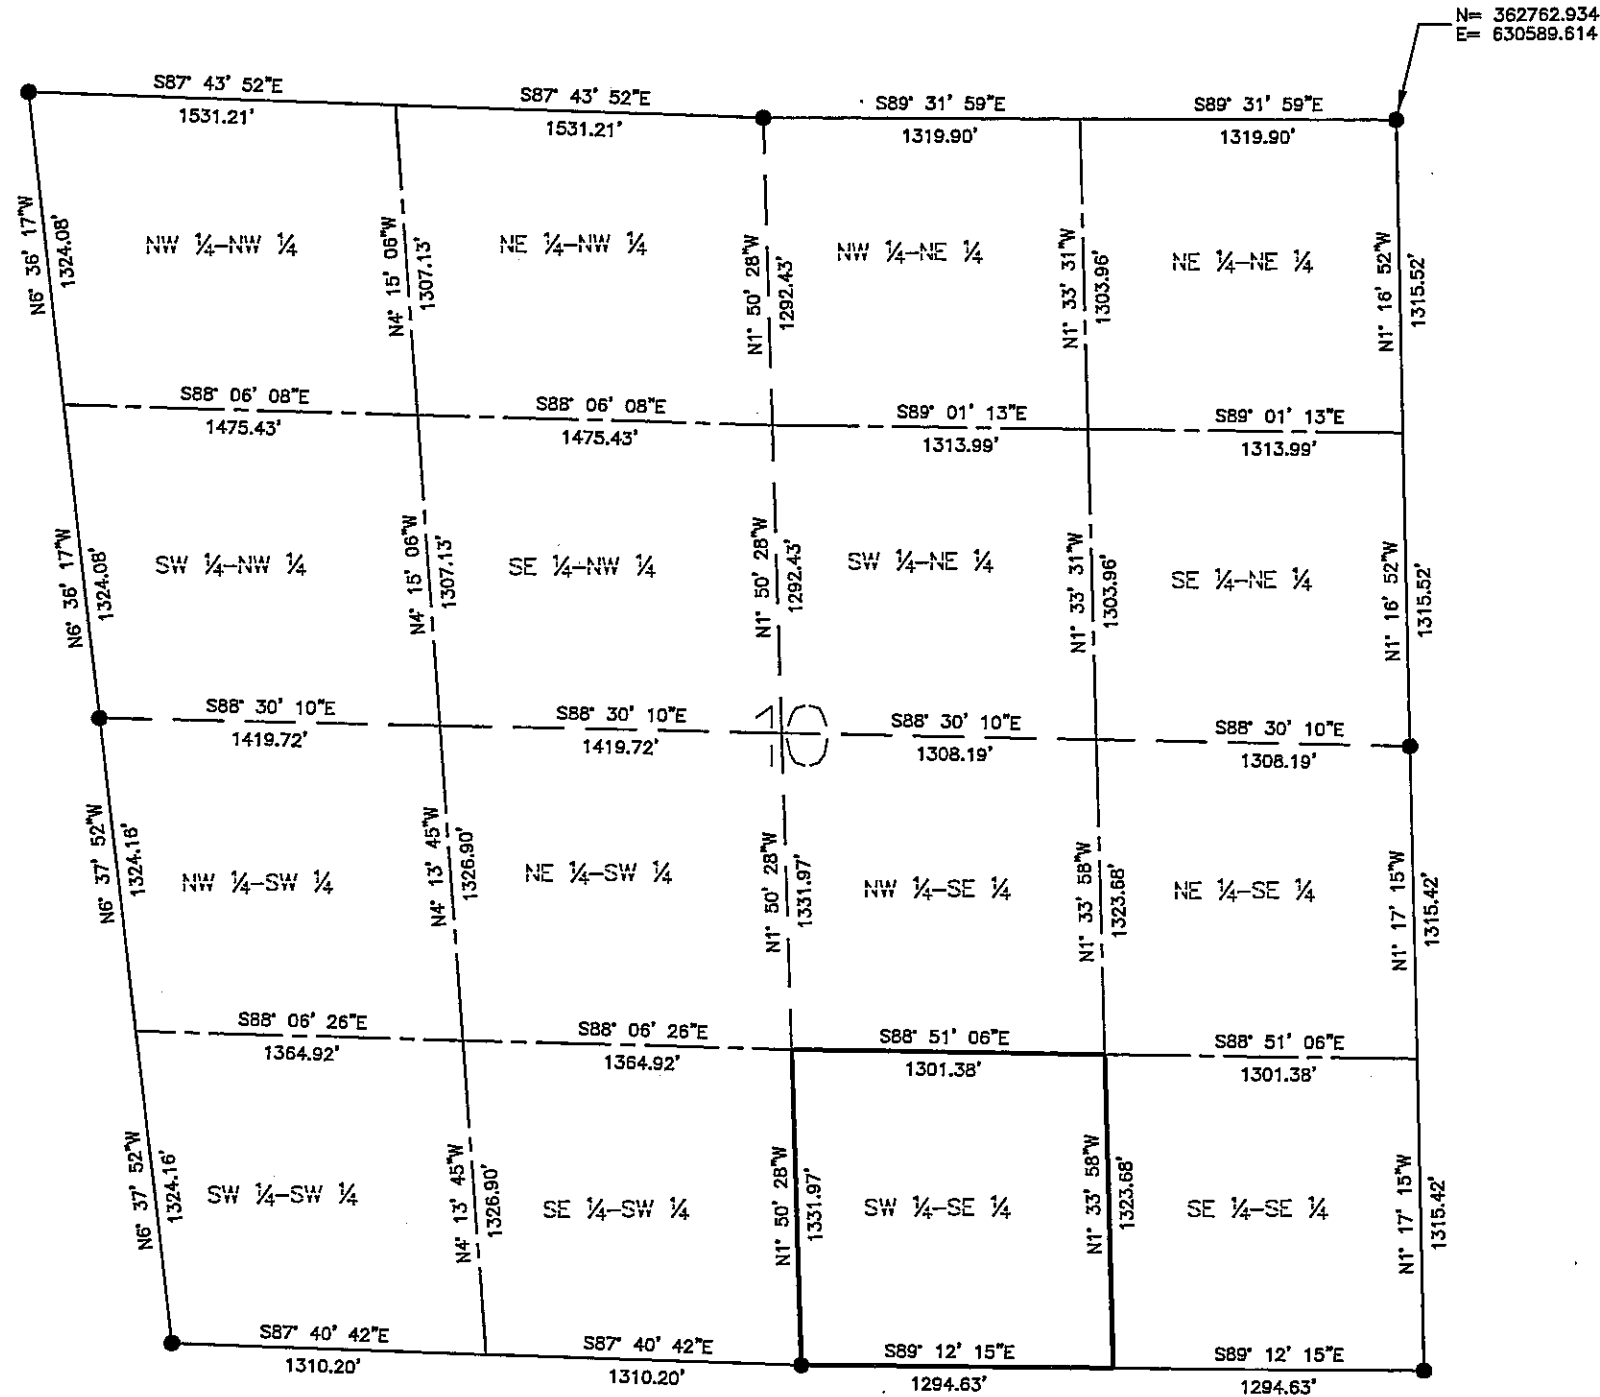 N= 362762.934
E= 630589.614
S87° 43' 52"E
1531.21'
S87° 43' 52"E
1531.21'
S89° 31' 59"E
1319.90'
S89° 31' 59"E
1319.90'
N6° 36' 17"W
1324.08'
NW ¼-NW ¼
N4° 15' 06"W
1307.13'
NE ¼-NW ¼
N1° 50' 28"W
1292.43'
NW ¼-NE ¼
N1° 33' 31"W
1303.96'
NE ¼-NE ¼
N1° 16' 52"W
1315.52'
S88° 06' 08"E
1475.43'
S88° 06' 08"E
1475.43'
S89° 01' 13"E
1313.99'
S89° 01' 13"E
1313.99'
N6° 36' 17"W
1324.08'
SW ¼-NW ¼
N4° 15' 06"W
1307.13'
SE ¼-NW ¼
N1° 50' 28"W
1292.43'
SW ¼-NE ¼
N1° 33' 31"W
1303.96'
SE ¼-NE ¼
N1° 16' 52"W
1315.52'
S88° 30' 10"E
1419.72'
S88° 30' 10"E
1419.72'
10
S88° 30' 10"E
1308.19'
S88° 30' 10"E
1308.19'
N6° 37' 52"W
1324.16'
NW ¼-SW ¼
N4° 13' 45"W
1326.90'
NE ¼-SW ¼
N1° 50' 28"W
1331.97'
NW ¼-SE ¼
N1° 33' 58"W
1323.68'
NE ¼-SE ¼
N1° 17' 15"W
1315.42'
S88° 06' 26"E
1364.92'
S88° 06' 26"E
1364.92'
S88° 51' 06"E
1301.38'
S88° 51' 06"E
1301.38'
N6° 37' 52"W
1324.16'
SW ¼-SW ¼
N4° 13' 45"W
1326.90'
SE ¼-SW ¼
N1° 50' 28"W
1331.97'
SW ¼-SE ¼
N1° 33' 58"W
1323.68'
SE ¼-SE ¼
N1° 17' 15"W
1315.42'
S87° 40' 42"E
1310.20'
S87° 40' 42"E
1310.20'
S89° 12' 15"E
1294.63'
S89° 12' 15"E
1294.63'